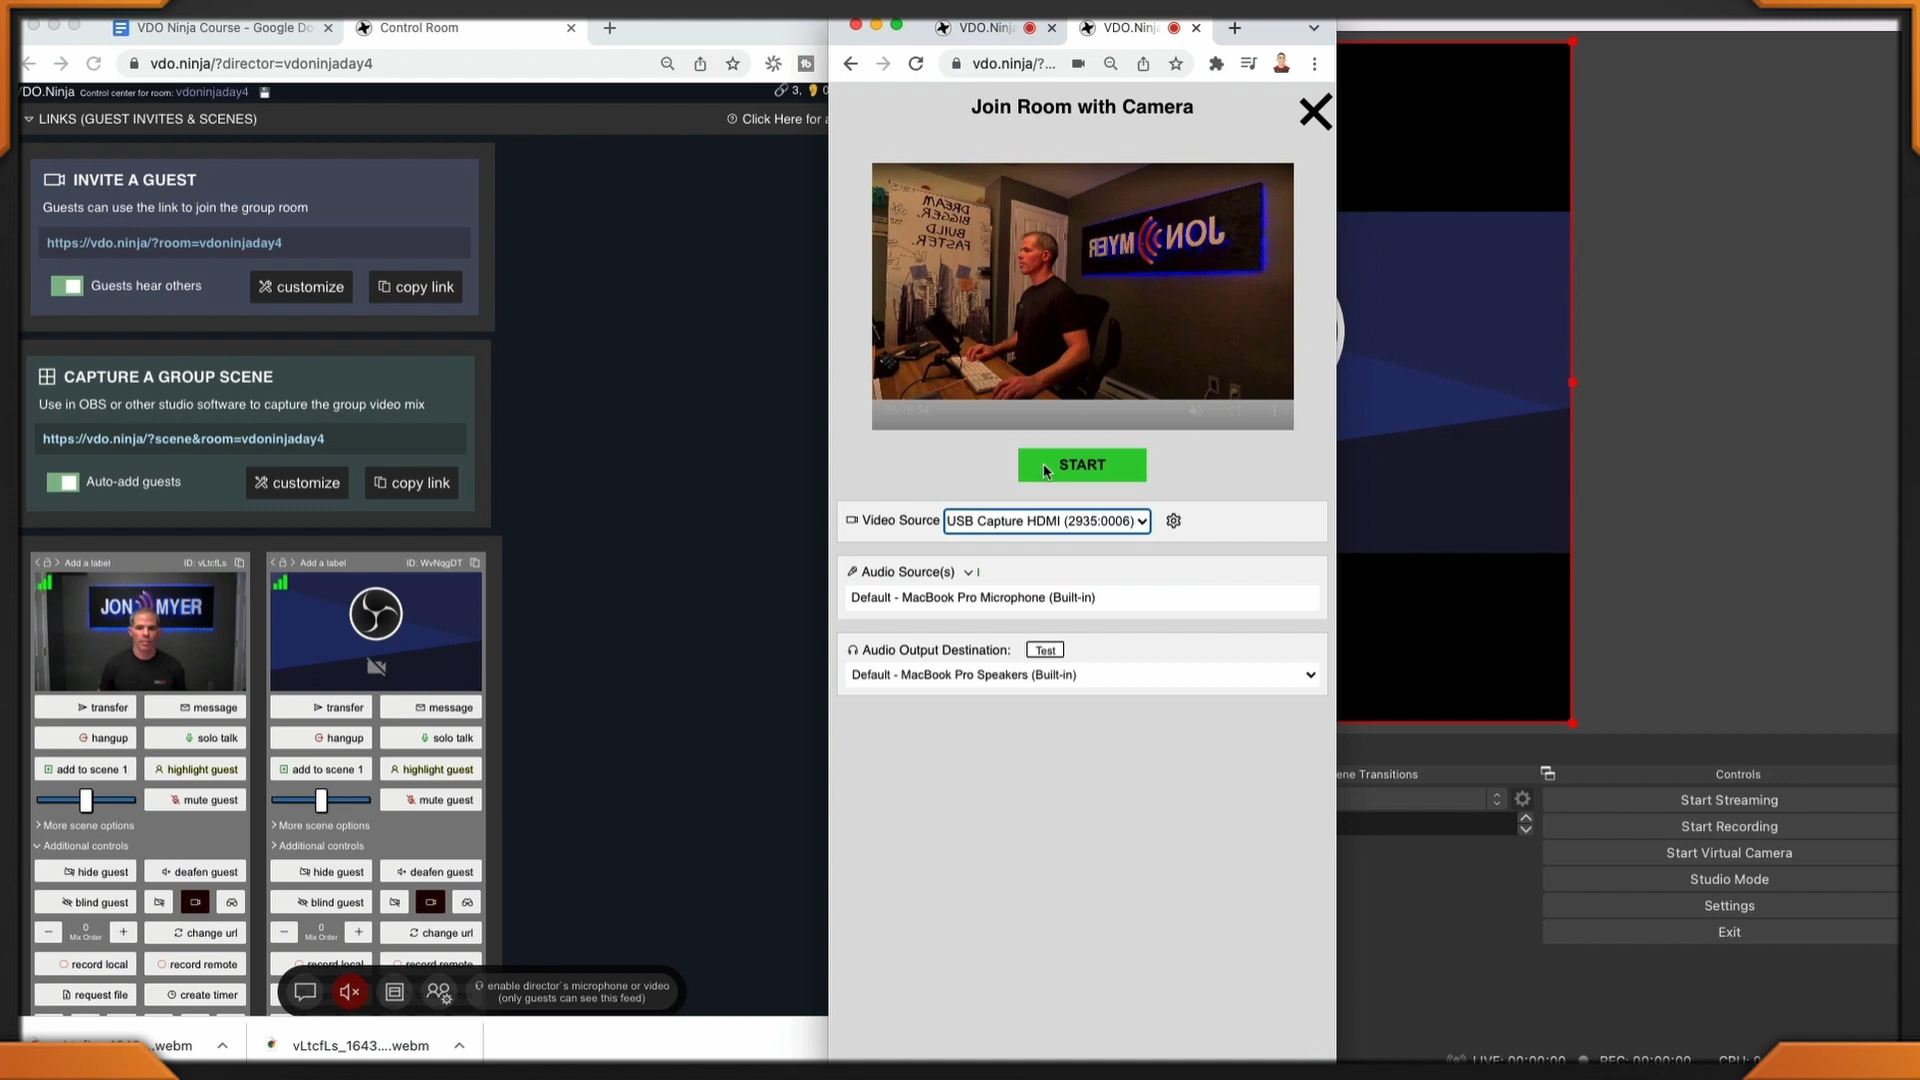 VDO Ninja Course - Google Do
Control Room
VDO.Ninja
VDO.Ninja
vdo.ninja/?director=vdoninjaday4
vdo.ninja/?...
DO.Ninja Control center for room: vdoninjaday4
3,
LINKS (GUEST INVITES & SCENES)
Click Here for a
INVITE A GUEST
Guests can use the link to join the group room
https://vdo.ninja/?room=vdoninjaday4
Guests hear others
customize
copy link
CAPTURE A GROUP SCENE
Use in OBS or other studio software to capture the group video mix
https://vdo.ninja/?scene&room=vdoninjaday4
Auto-add guests
customize
copy link
Add a label
ID: vLtcfLs
Add a label
ID: WvNqgDT
JON MYER
transfer
message
transfer
message
hangup
solo talk
hangup
solo talk
add to scene 1
highlight guest
add to scene 1
highlight guest
mute guest
mute guest
More scene options
More scene options
Additional controls
Additional controls
hide guest
deafen guest
hide guest
deafen guest
blind guest
blind guest
0
Mix Order
change url
0
Mix Order
change url
record local
record remote
record local
record remote
request file
create timer
enable director`s microphone or video
(only guests can see this feed)
.webm
vLtcfLs_1643....webm
Join Room with Camera
DREAM
BIGGER.
BUILD
FASTER.
JON MYER
START
Video Source
USB Capture HDMI (2935:0006)
Audio Source(s)
Default - MacBook Pro Microphone (Built-in)
Audio Output Destination:
Test
Default - MacBook Pro Speakers (Built-in)
ene Transitions
Controls
Start Streaming
Start Recording
Start Virtual Camera
Studio Mode
Settings
Exit
LIVE: 00:00:00
REC: 00:00:00